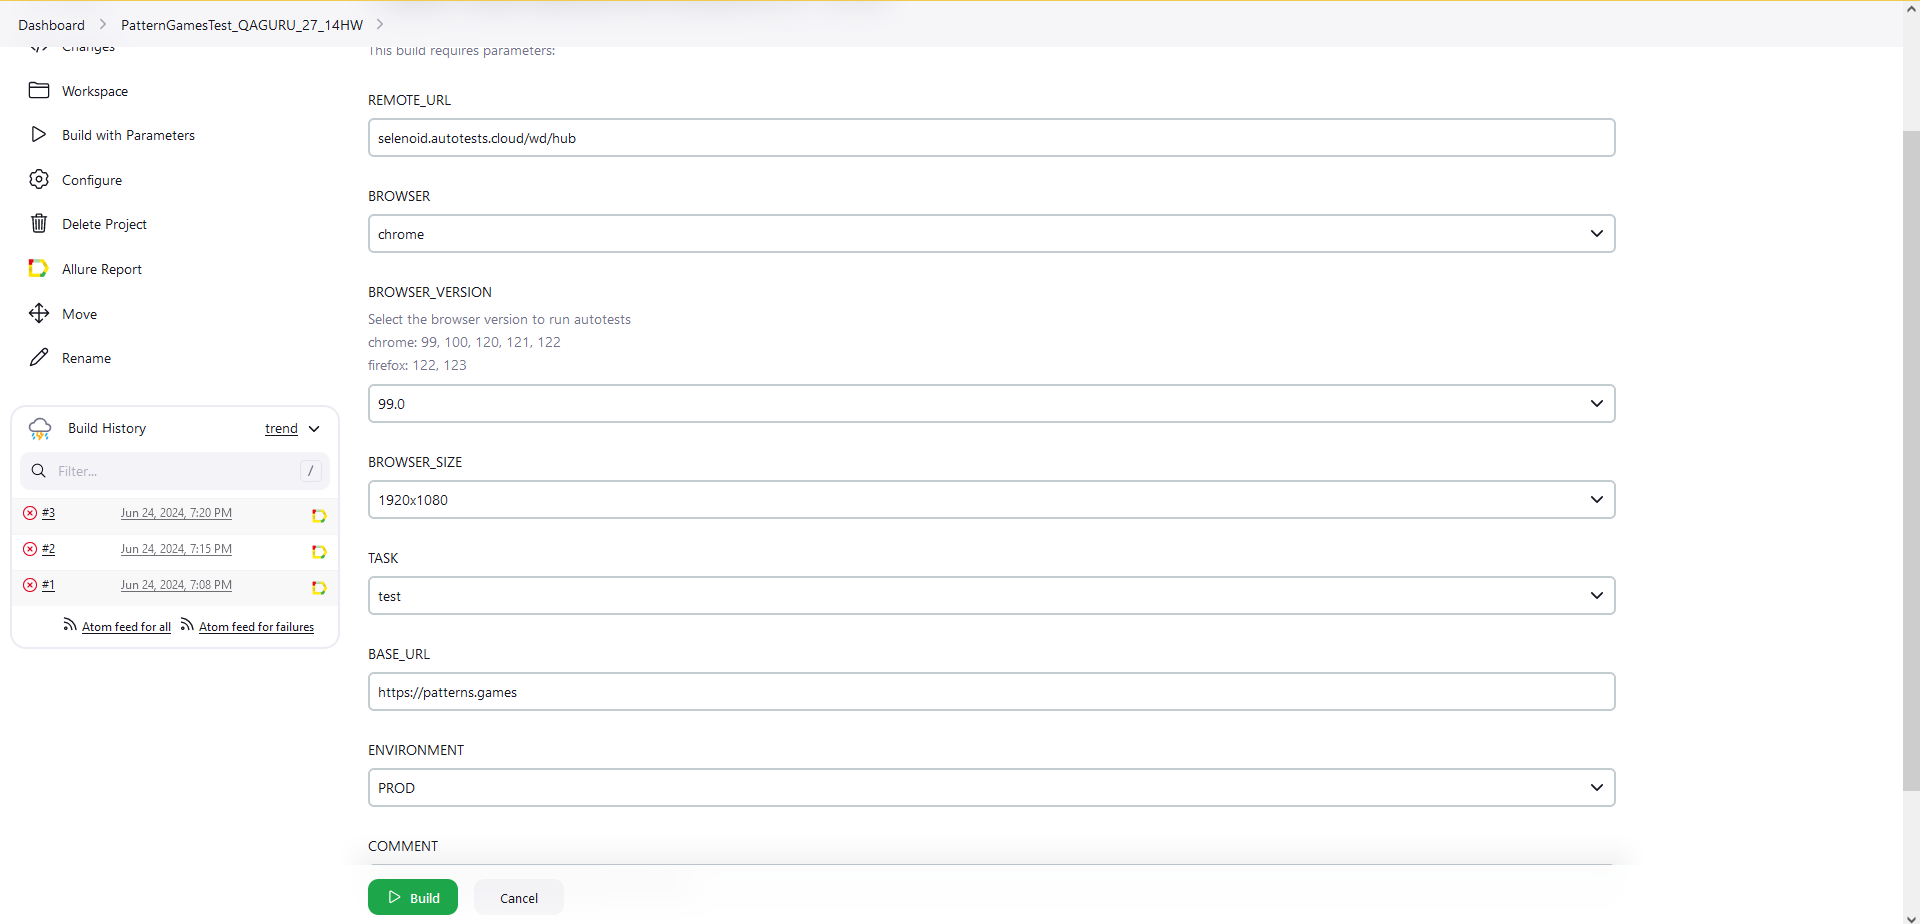 Dashboard
PatternGamesTest_QAGURU_27_14HW
Changes
Workspace
Build with Parameters
Configure
Delete Project
Allure Report
Move
Rename
Build History
trend
Filter...
/
#3
Jun 24, 2024, 7:20 PM
#2
Jun 24, 2024, 7:15 PM
#1
Jun 24, 2024, 7:08 PM
Atom feed for all
Atom feed for failures
This build requires parameters:
REMOTE_URL
selenoid.autotests.cloud/wd/hub
BROWSER
chrome
BROWSER_VERSION
Select the browser version to run autotests
chrome: 99, 100, 120, 121, 122
firefox: 122, 123
99.0
BROWSER_SIZE
1920x1080
TASK
test
BASE_URL
https://patterns.games
ENVIRONMENT
PROD
COMMENT
Build
Cancel